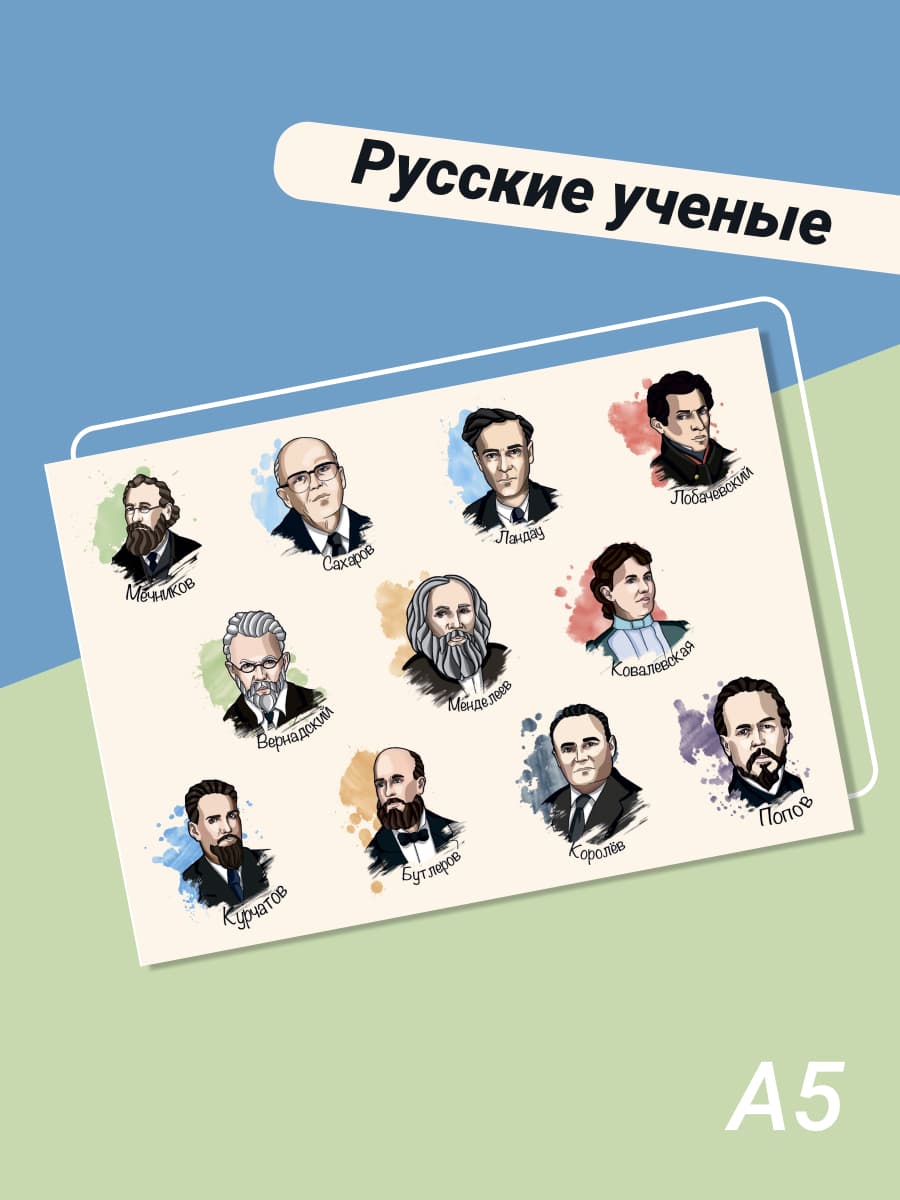 Русские ученые
Мечников
Сахаров
Ландау
Лобачевский
Вернадский
Менделеев
Ковалевская
Курчатов
Бутлеров
Королёв
Попов
A5